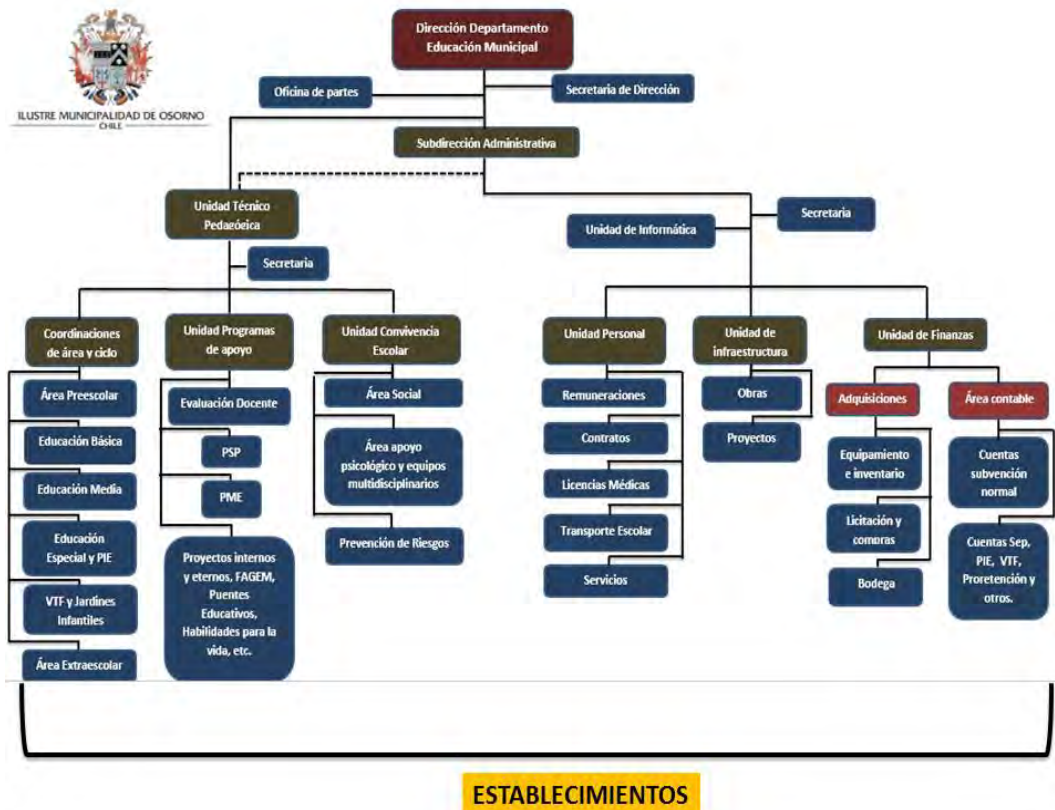 Dirección Departamento
Educación Municipal
ILUSTRE MUNICIPALIDAD DE OSORNO
CHILE
Oficina de partes
Secretaria de Dirección
Subdirección Administrativa
Unidad Técnico
Pedagógica
Secretaria
Unidad de Informática
Secretaria
Coordinaciones
de área y ciclo
Área Preescolar
Educación Básica
Educación Media
Educación
Especial y PIE
VTF y Jardines
Infantiles
Área Extraescolar
Unidad Programas
de apoyo
Evaluación Docente
PSP
PME
Proyectos internos
y eternos, FAGEM,
Puentes
Educativos,
Habilidades para la
vida, etc.
Unidad Convivencia
Escolar
Área Social
Área apoyo
psicológico y equipos
multidisciplinarios
Prevención de Riesgos
Unidad Personal
Remuneraciones
Contratos
Licencias Médicas
Transporte Escolar
Servicios
Unidad de
infraestructura
Obras
Proyectos
Unidad de Finanzas
Adquisiciones
Equipamiento
e inventario
Licitación y
compras
Bodega
Área contable
Cuentas
subvención
normal
Cuentas Sep,
PIE, VTF,
Proretención y
otros.
ESTABLECIMIENTOS